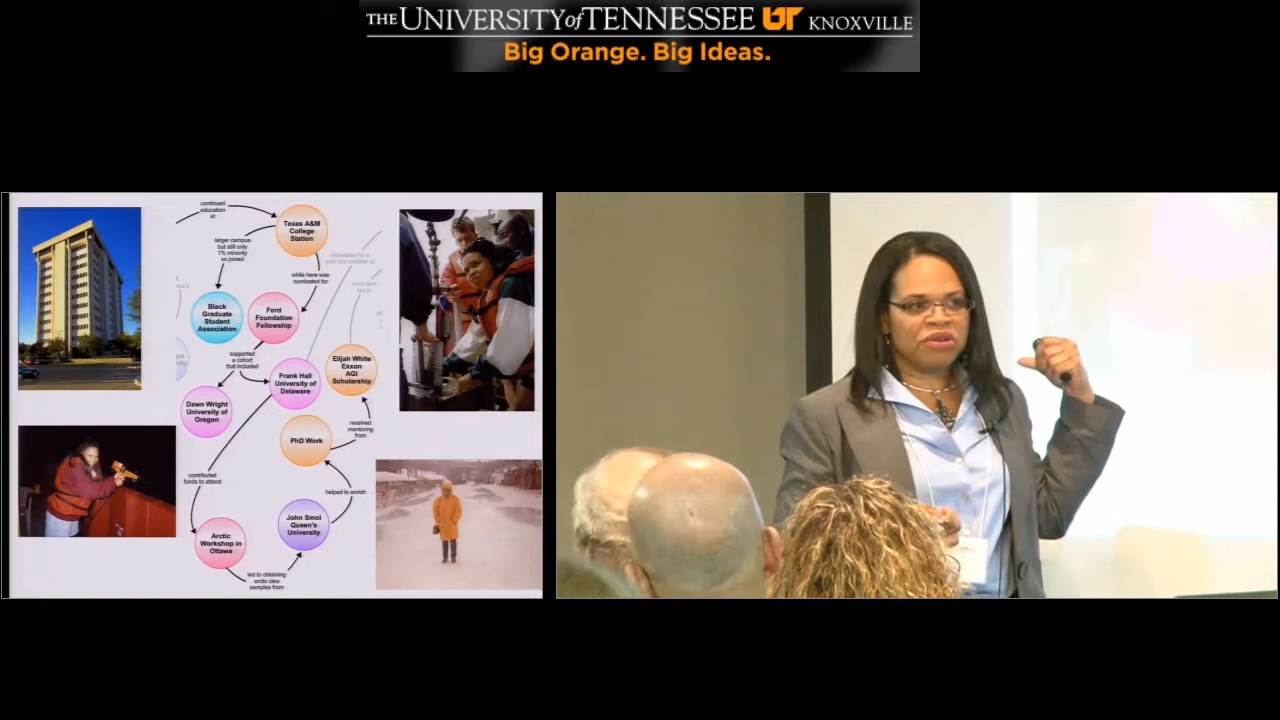 THE UNIVERSITY of TENNESSEE UT KNOXVILLE
Big Orange. Big Ideas.
continued
education
at
Texas A&M
College
Station
larger campus
but still only
1% minority
so joined
while here was
nominated for
Black
Graduate
Student
Association
Ford
Foundation
Fellowship
supported
a cohort
that included
Frank Hall
University of
Delaware
Elijah White
Exxon
AGI
Scholarship
Dawn Wright
University of
Oregon
PhD Work
received
mentoring
from
contributed
funds to attend
helped to enrich
Arctic
Workshop in
Ottawa
John Smol
Queen's
University
led to obtaining
arctic lake
samples from